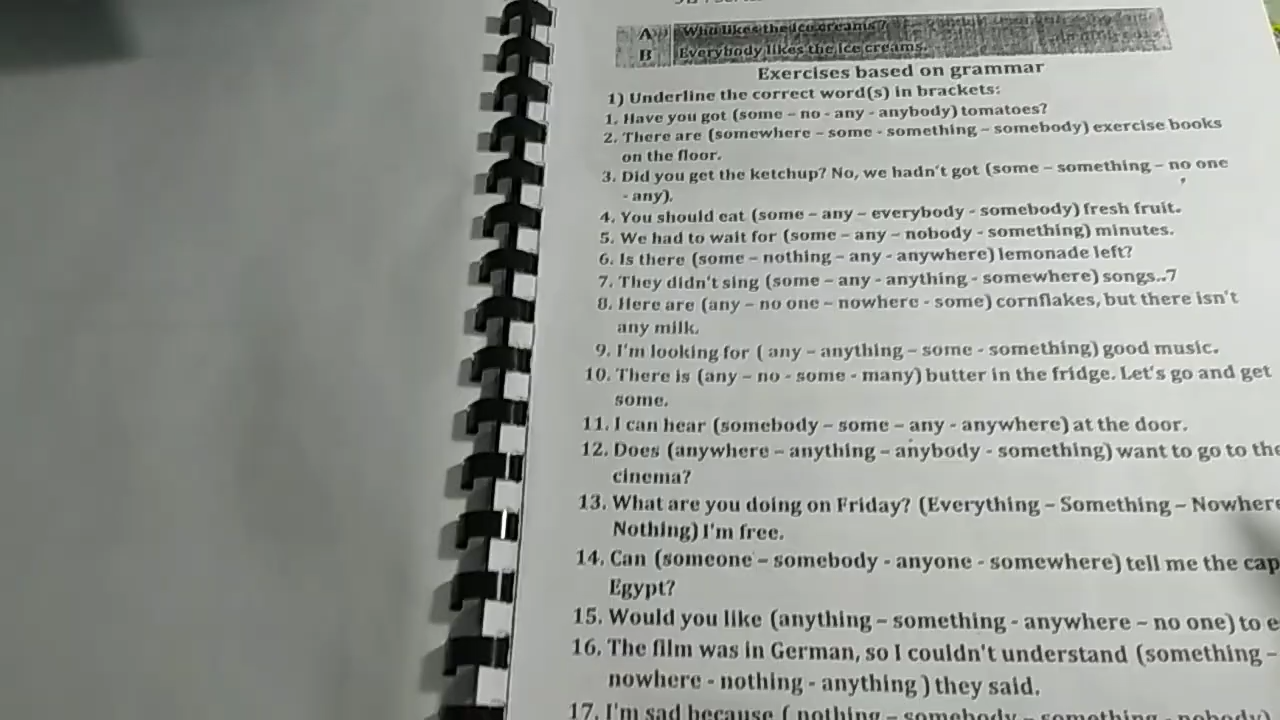 A Who likes the ice creams?
B Everybody likes the ice creams.
Exercises based on grammar
1) Underline the correct word(s) in brackets:
1. Have you got (some – no - any - anybody) tomatoes?
2. There are (somewhere – some - something – somebody) exercise books
on the floor.
3. Did you get the ketchup? No, we hadn't got (some – something – no one
- any).
4. You should eat (some – any – everybody - somebody) fresh fruit.
5. We had to wait for (some – any – nobody - something) minutes.
6. Is there (some – nothing – any - anywhere) lemonade left?
7. They didn't sing (some – any - anything - somewhere) songs..7
8. Here are (any – no one – nowhere - some) cornflakes, but there isn't
any milk.
9. I'm looking for ( any – anything – some - something) good music.
10. There is (any – no - some - many) butter in the fridge. Let's go and get
some.
11. I can hear (somebody – some – any - anywhere) at the door.
12. Does (anywhere – anything – anybody - something) want to go to the
cinema?
13. What are you doing on Friday? (Everything – Something – Nowhere
Nothing) I'm free.
14. Can (someone – somebody - anyone - somewhere) tell me the cap
Egypt?
15. Would you like (anything – something - anywhere – no one) to e
16. The film was in German, so I couldn't understand (something –
nowhere - nothing - anything ) they said.
17. I'm sad because ( nothing – somebody – something - nobody)